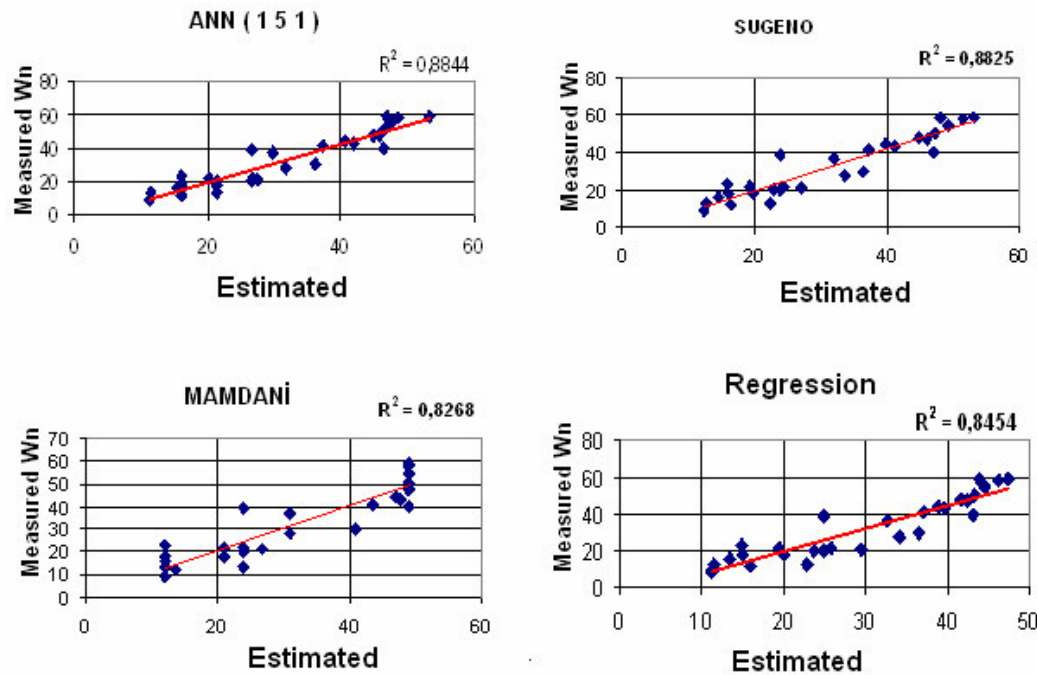 ANN ( 1 5 1 )
R² = 0,8844
Measured Wn
80
60
40
20
0
0 20 40 60
Estimated
SUGENO
R² = 0,8825
Measured Wn
80
60
40
20
0
0 20 40 60
Estimated
MAMDANİ
R² = 0,8268
Measured Wn
70
60
50
40
30
20
10
0
0 20 40 60
Estimated
Regression
R² = 0,8454
Measured Wn
80
60
40
20
0
0 10 20 30 40 50
Estimated